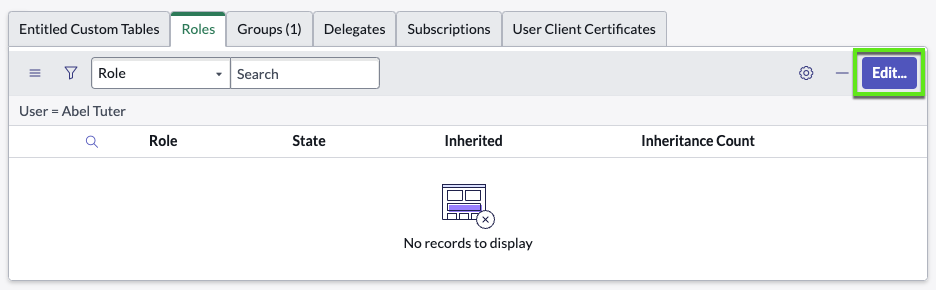 Entitled Custom Tables Roles Groups (1) Delegates Subscriptions User Client Certificates
Role Search Edit...
User = Abel Tuter
Role State Inherited Inheritance Count
No records to display